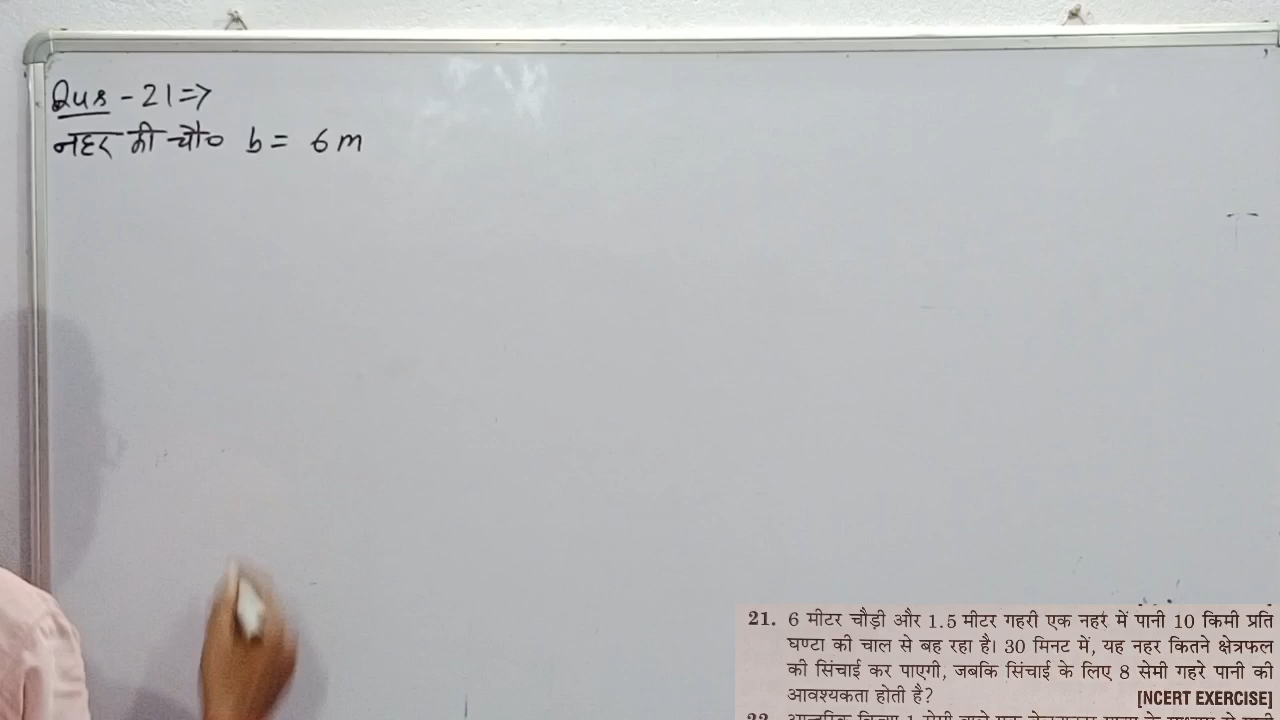 Qus - 21 =>
नहर की चौ० b = 6 m
21. 6 मीटर चौड़ी और 1.5 मीटर गहरी एक नहर में पानी 10 किमी प्रति
घण्टा की चाल से बह रहा है। 30 मिनट में, यह नहर कितने क्षेत्रफल
की सिंचाई कर पाएगी, जबकि सिंचाई के लिए 8 सेमी गहरे पानी की
आवश्यकता होती है? [NCERT EXERCISE]